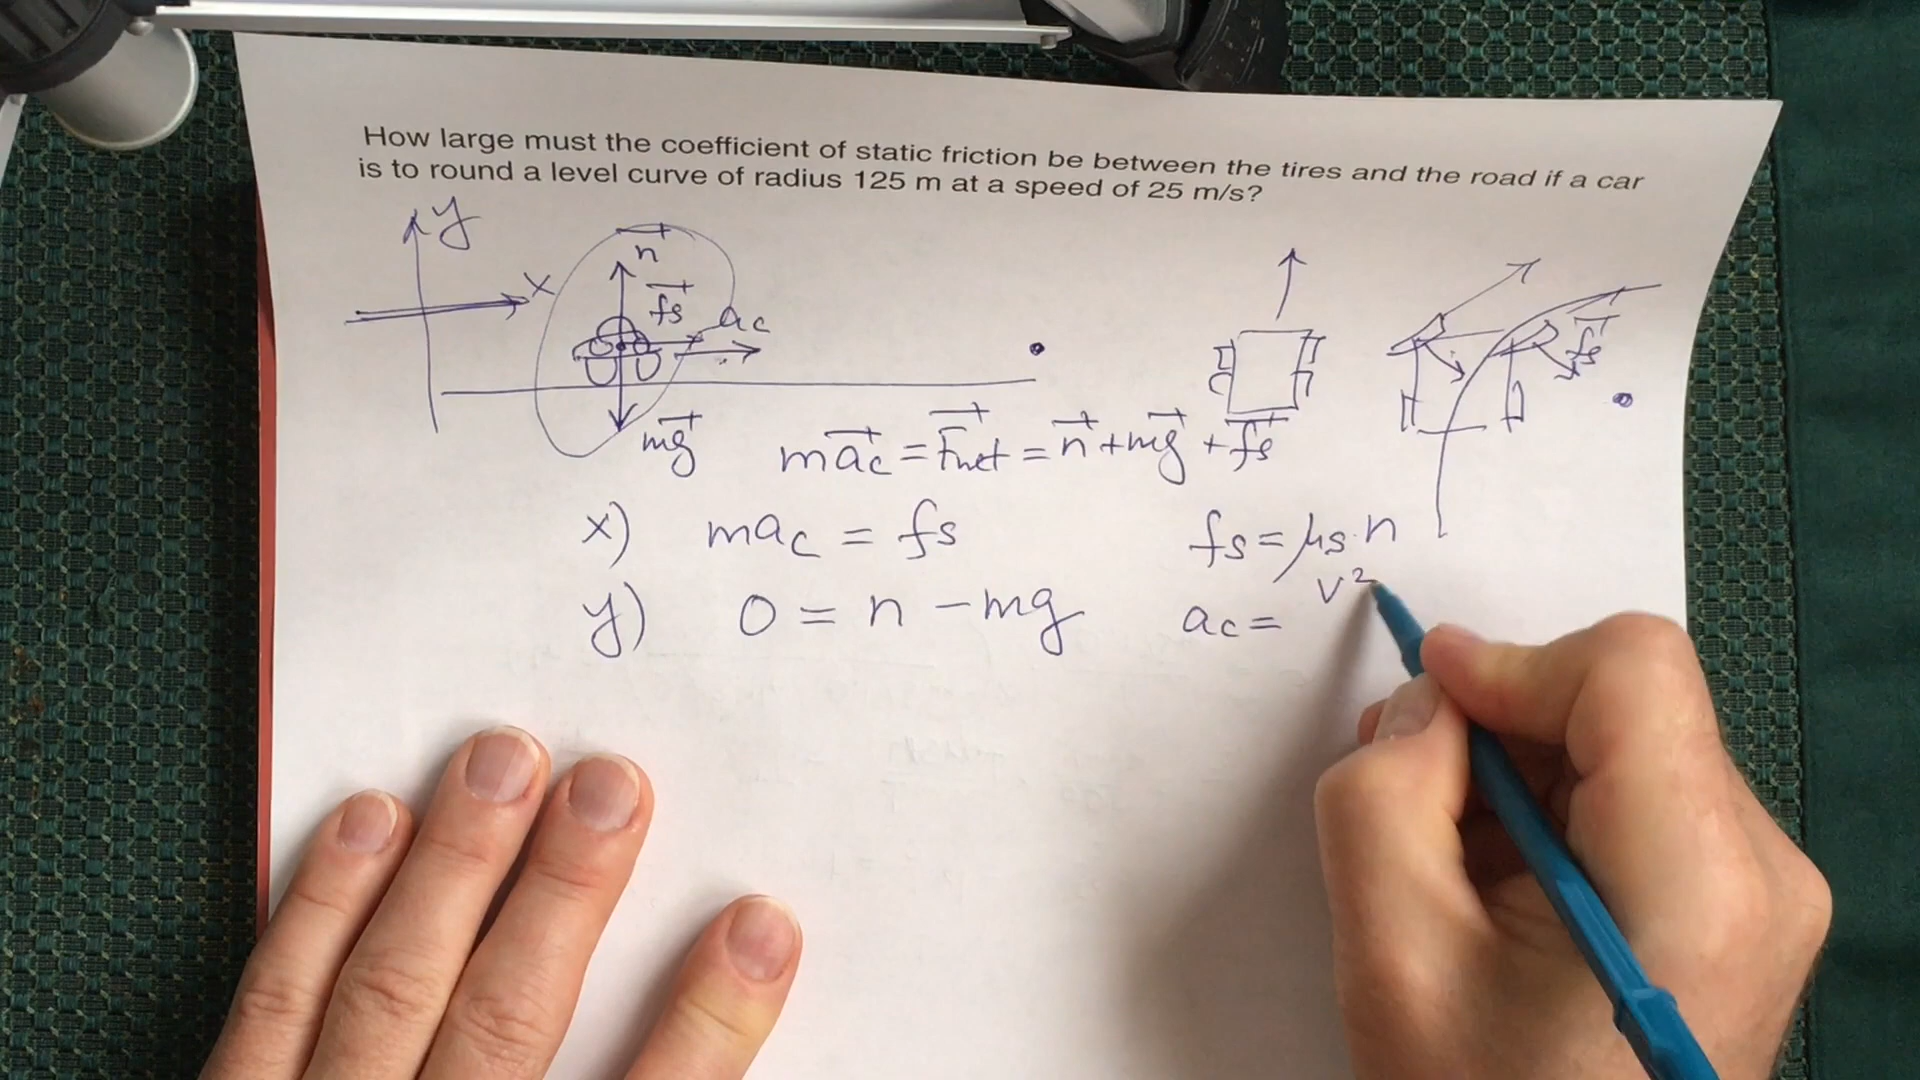 How large must the coefficient of static friction be between the tires and the road if a car
is to round a level curve of radius 125 m at a speed of 25 m/s?
y
x
n
fs
ac
mg
fs
mac = Fnet = n + mg + fs
x) mac = fs
fs = μs · n
y) 0 = n - mg
ac = v²